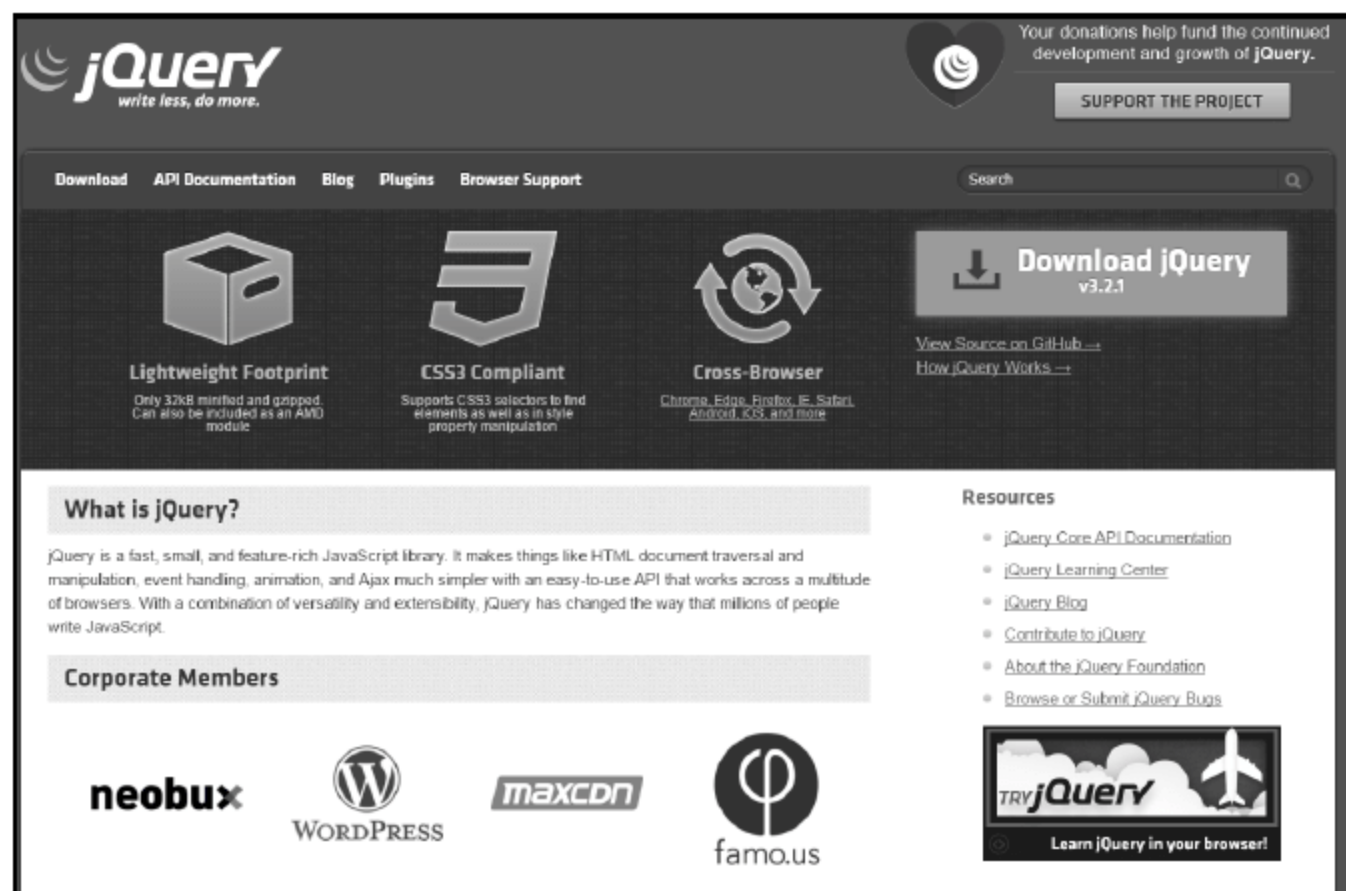 jQuery
write less, do more.
Your donations help fund the continued
development and growth of jQuery.
SUPPORT THE PROJECT
Download API Documentation Blog Plugins Browser Support
Search
Lightweight Footprint
Only 32kB minified and gzipped.
Can also be included as an AMD
module
CSS3 Compliant
Supports CSS3 selectors to find
elements as well as in style
property manipulation
Cross-Browser
Chrome, Edge, Firefox, IE, Safari,
Android, iOS, and more
Download jQuery
v3.2.1
View Source on GitHub →
How jQuery Works →
What is jQuery?
jQuery is a fast, small, and feature-rich JavaScript library. It makes things like HTML document traversal and
manipulation, event handling, animation, and Ajax much simpler with an easy-to-use API that works across a multitude
of browsers. With a combination of versatility and extensibility, jQuery has changed the way that millions of people
write JavaScript.
Corporate Members
neobux
WORDPRESS
maxcdn
famo.us
Resources
jQuery Core API Documentation
jQuery Learning Center
jQuery Blog
Contribute to jQuery
About the jQuery Foundation
Browse or Submit jQuery Bugs
TRY jQuery
Learn jQuery in your browser!